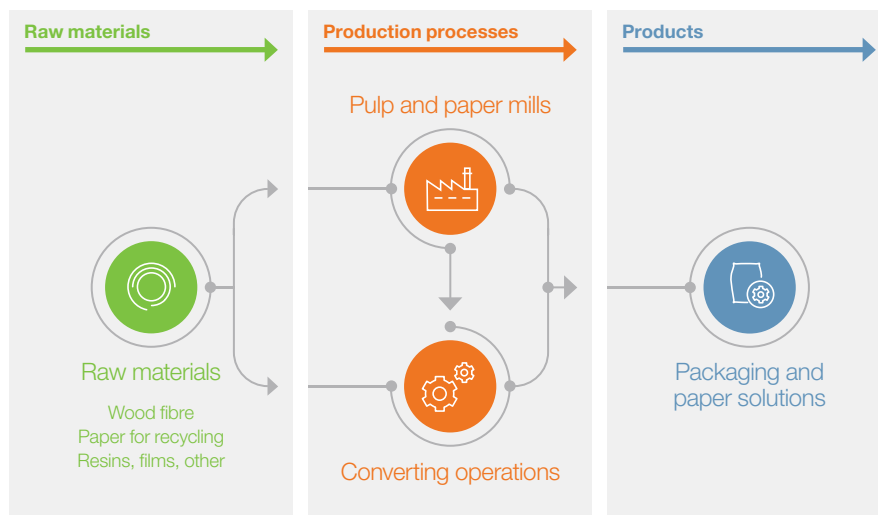 Raw materials
Production processes
Products
Pulp and paper mills
Raw materials
Wood fibre
Paper for recycling
Resins, films, other
Converting operations
Packaging and
paper solutions